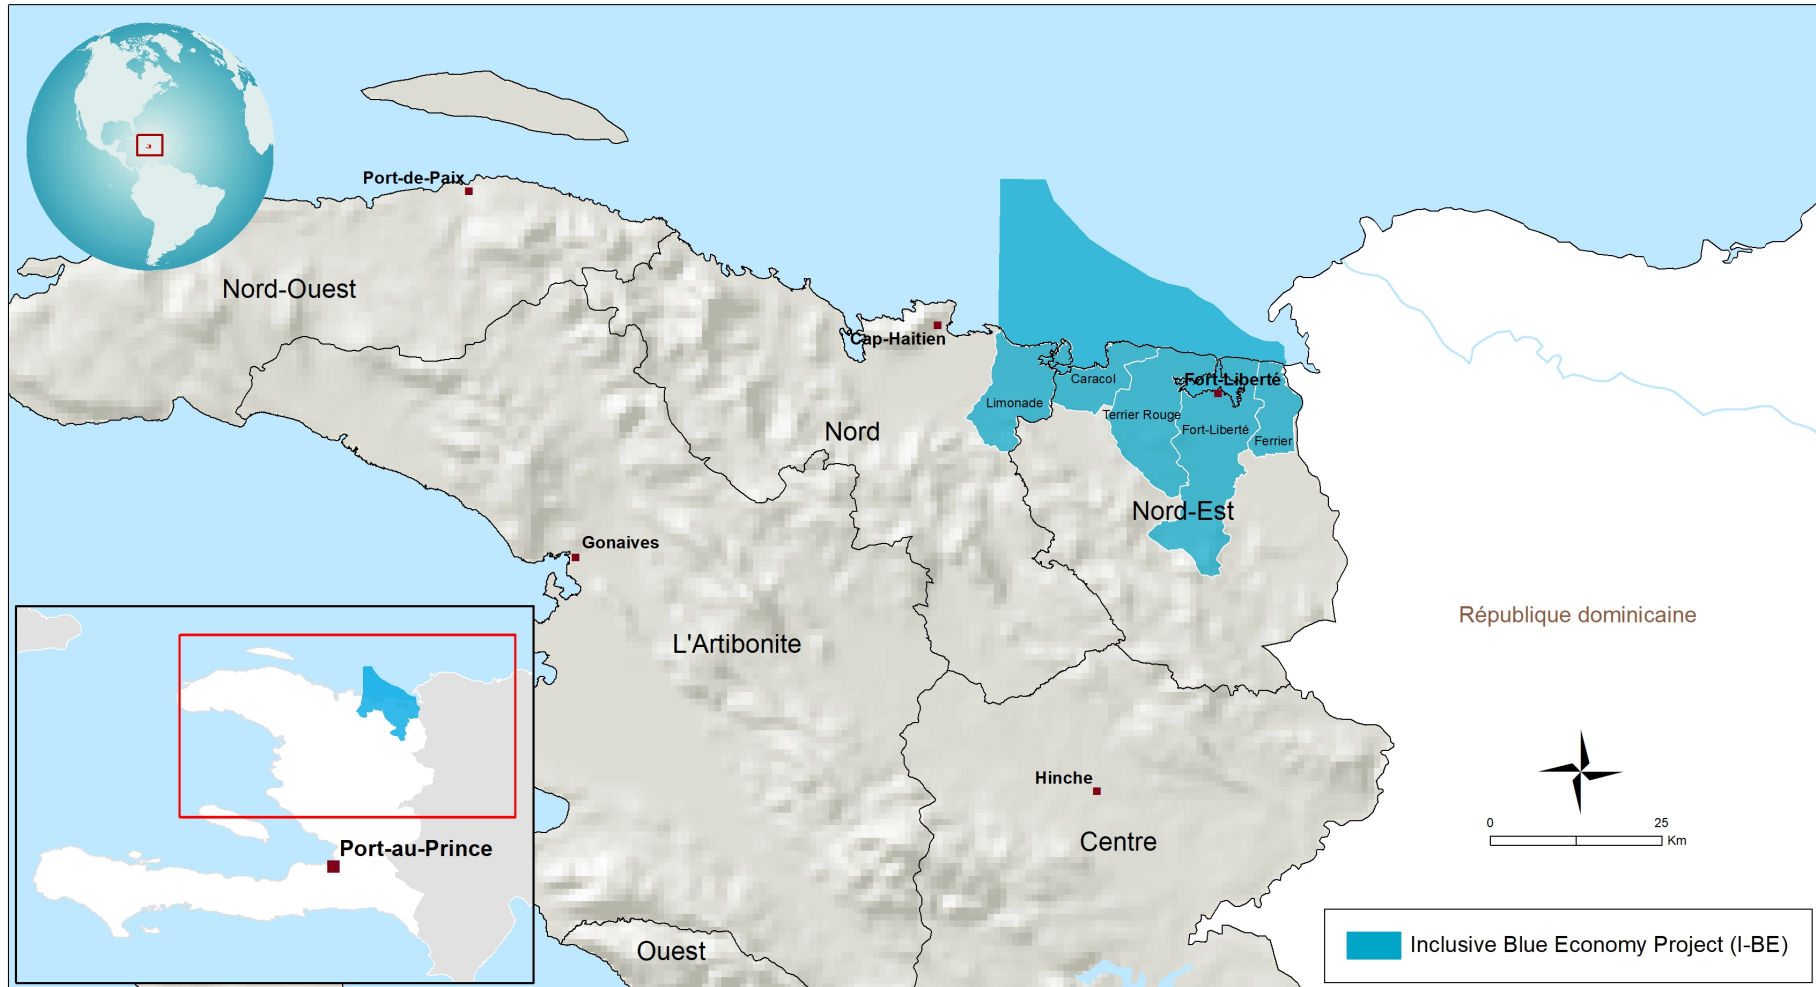 Port-de-Paix
Nord-Ouest
Cap-Haitien
Caracol
Fort-Liberté
Limonade
Terrier Rouge
Fort-Liberté
Nord
Ferrier
Nord-Est
Gonaives
République dominicaine
L'Artibonite
Hinche
0 25
Km
Centre
Port-au-Prince
Ouest
Inclusive Blue Economy Project (I-BE)